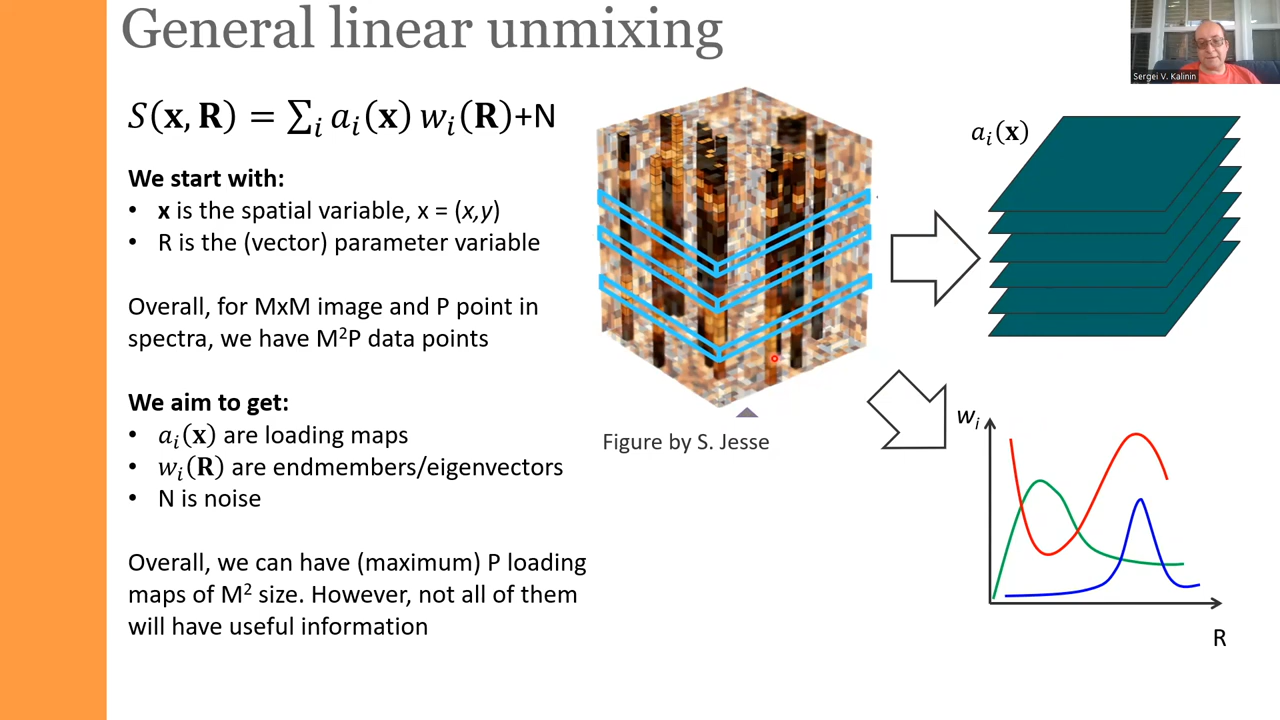 General linear unmixing
S(x, R) = ∑ᵢ aᵢ(x) wᵢ(R)+N
We start with:
• x is the spatial variable, x = (x,y)
• R is the (vector) parameter variable
Overall, for MxM image and P point in
spectra, we have M²P data points
We aim to get:
• aᵢ(x) are loading maps
• wᵢ(R) are endmembers/eigenvectors
• N is noise
Overall, we can have (maximum) P loading
maps of M² size. However, not all of them
will have useful information
Figure by S. Jesse
aᵢ(x)
wᵢ
R
Sergei V. Kalinin